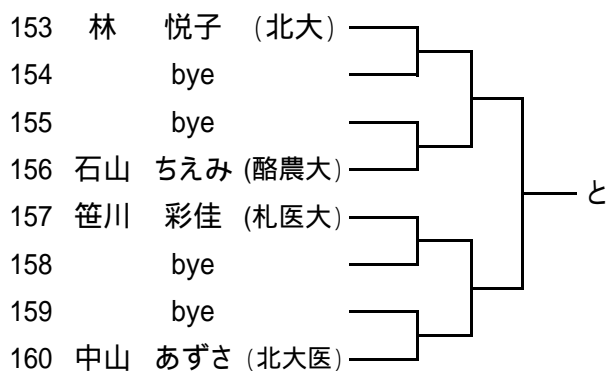 153 林 悦子 (北大)
154 bye
155 bye
156 石山 ちえみ (酪農大)
と
157 笹川 彩佳 (札医大)
158 bye
159 bye
160 中山 あずさ (北大医)